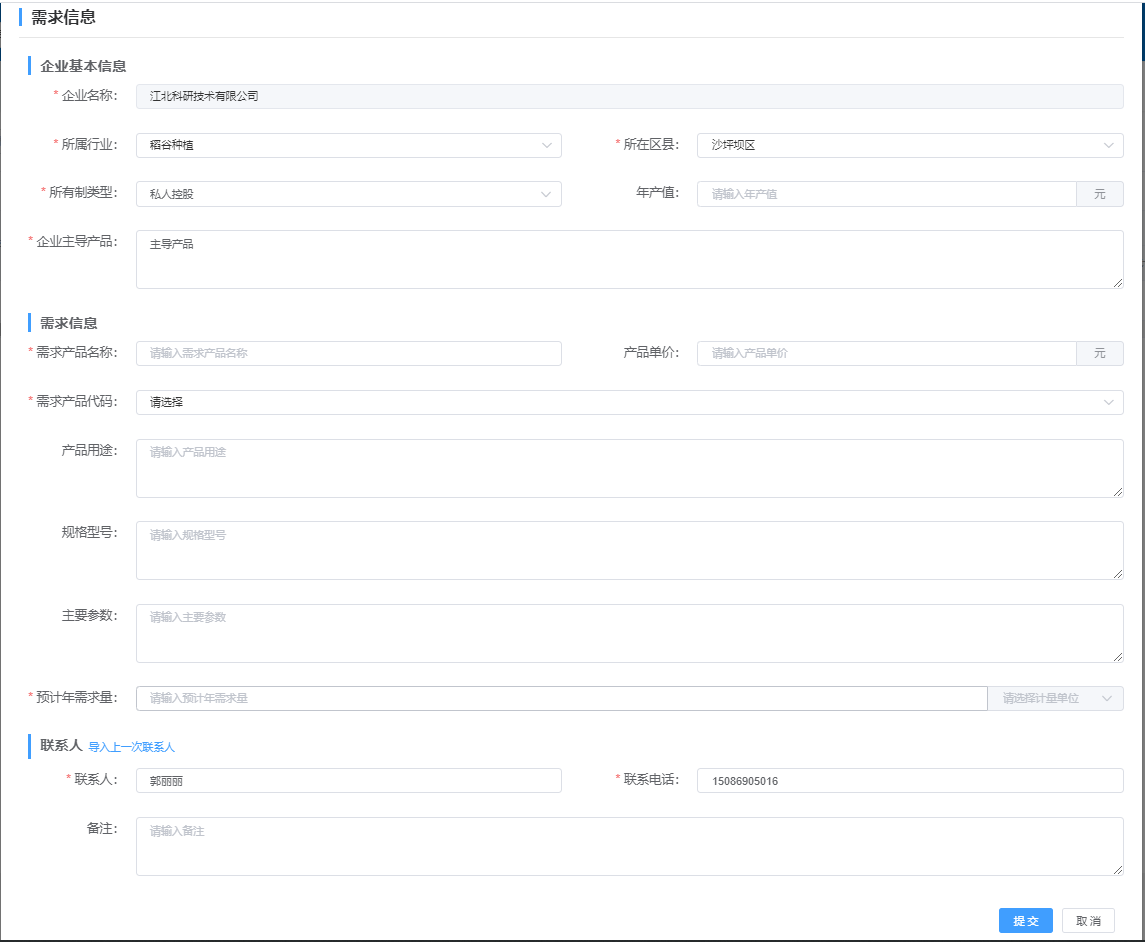 需求信息
企业基本信息
* 企业名称: 江北科研技术有限公司
* 所属行业: 稻谷种植 * 所在区县: 沙坪坝区
* 所有制类型: 私人控股 年产值: 请输入年产值 元
* 企业主导产品: 主导产品
需求信息
* 需求产品名称: 请输入需求产品名称 产品单价: 请输入产品单价 元
* 需求产品代码: 请选择
产品用途: 请输入产品用途
规格型号: 请输入规格型号
主要参数: 请输入主要参数
* 预计年需求量: 请输入预计年需求量 请选择计量单位
联系人 导入上一次联系人
* 联系人: 郭丽丽 * 联系电话: 15086905016
备注: 请输入备注
提交 取消